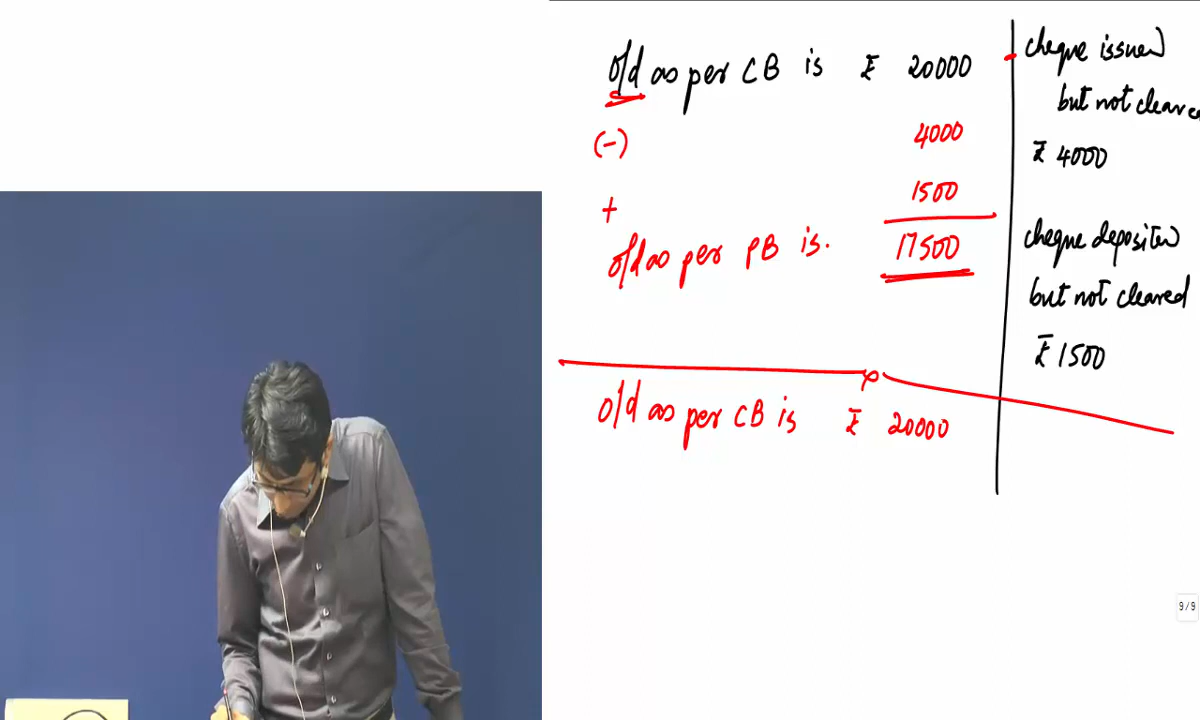 o/d as per CB is ₹ 20000
(-) 4000
+ 1500
o/d as per PB is. 17500
o/d as per CB is ₹ 20000
cheque issued
but not cleared
₹ 4000
cheque deposited
but not cleared
₹ 1500
9/9